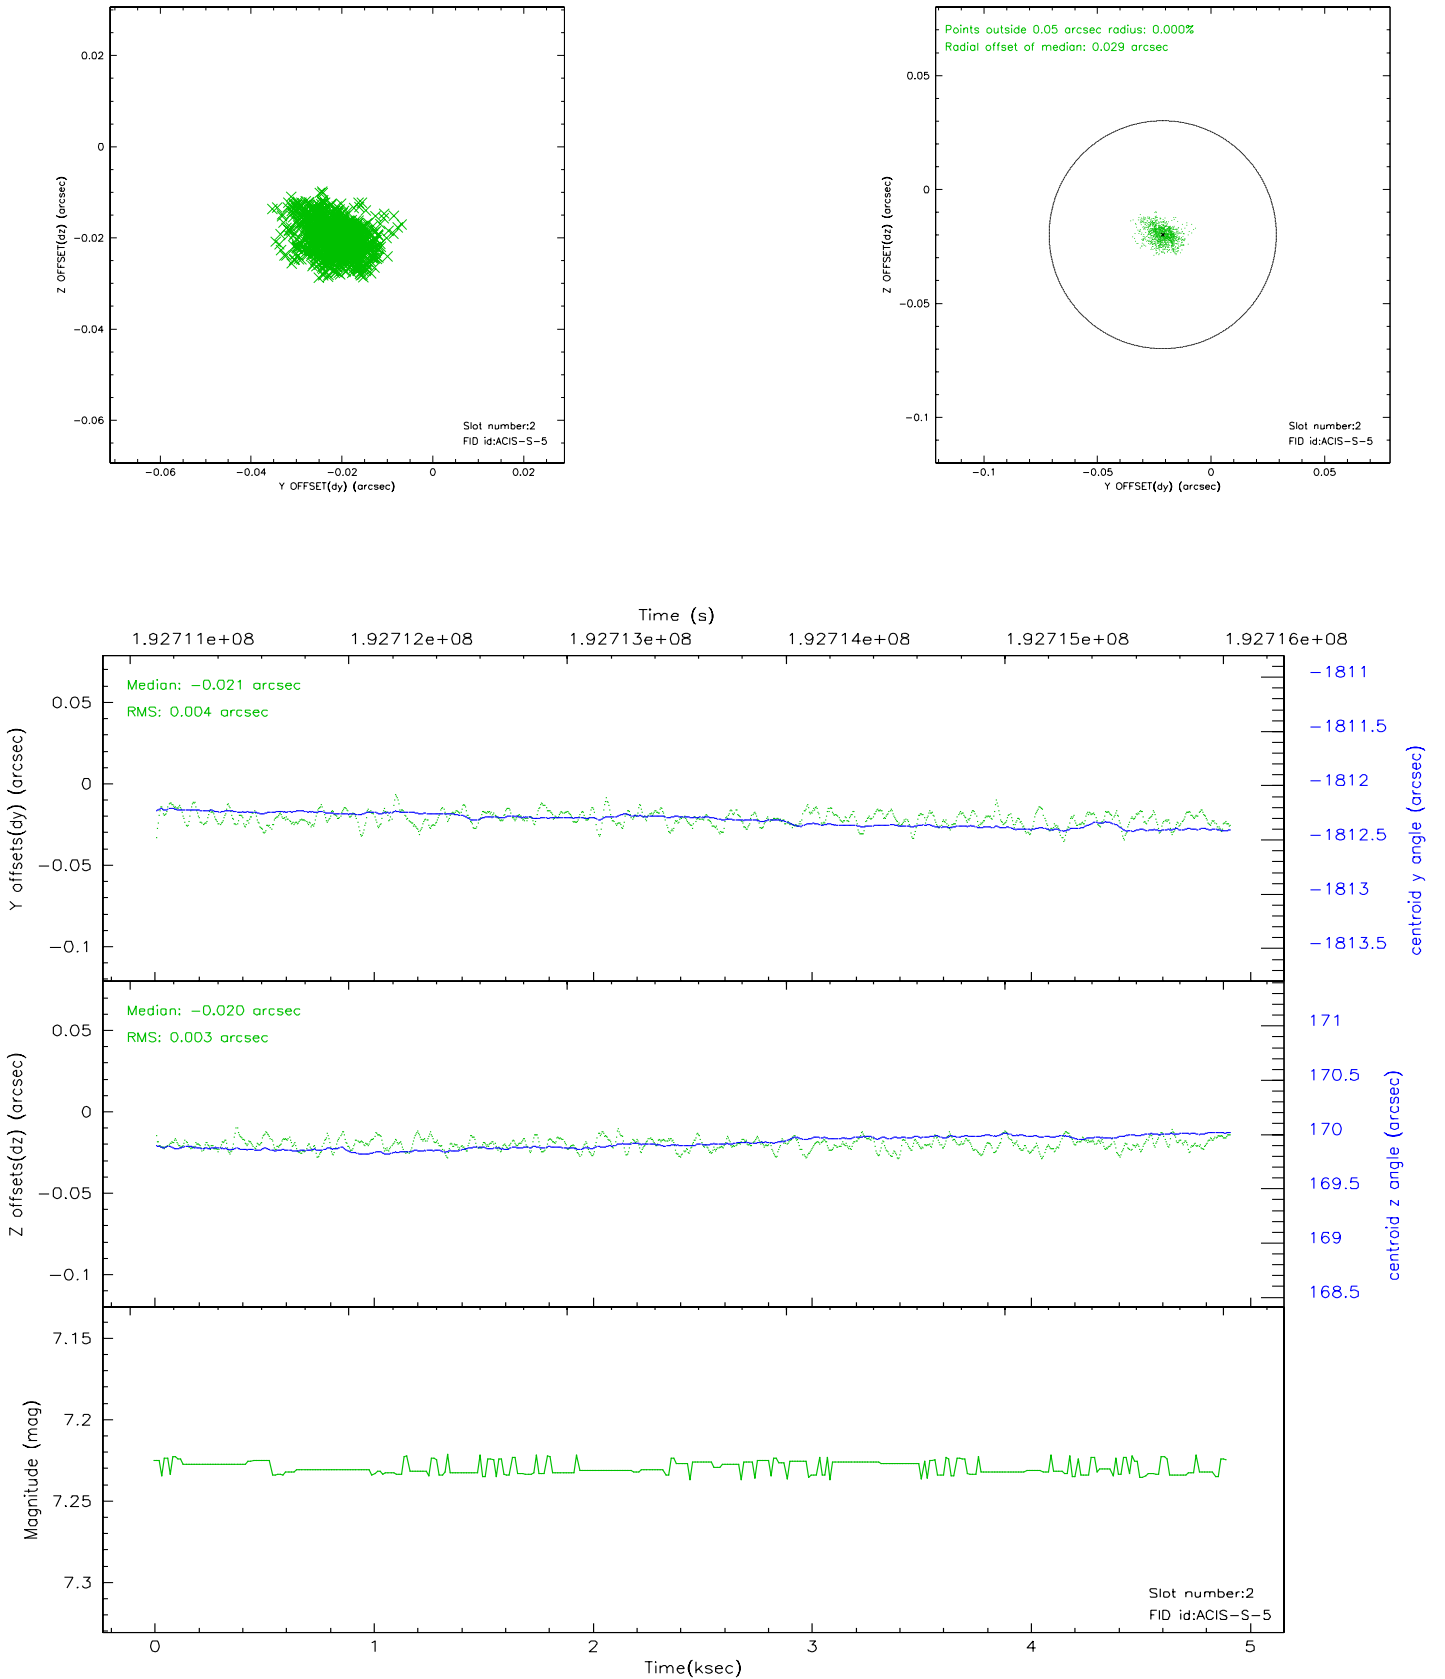 0.02
0
−0.02
−0.04
−0.06
Z OFFSET(dz) (arcsec)
Slot number:2
FID id:ACIS−S−5
−0.06
−0.04
−0.02
0
0.02
Y OFFSET(dy) (arcsec)
Points outside 0.05 arcsec radius: 0.000%
Radial offset of median: 0.029 arcsec
0.05
0
−0.05
−0.1
Z OFFSET(dz) (arcsec)
Slot number:2
FID id:ACIS−S−5
−0.1
−0.05
0
0.05
Y OFFSET(dy) (arcsec)
Time (s)
1.92711e+08
1.92712e+08
1.92713e+08
1.92714e+08
1.92715e+08
1.92716e+08
Median: −0.021 arcsec
RMS: 0.004 arcsec
0.05
0
−0.05
−0.1
Y offsets(dy) (arcsec)
−1811
−1811.5
−1812
−1812.5
−1813
−1813.5
centroid y angle (arcsec)
Median: −0.020 arcsec
RMS: 0.003 arcsec
0.05
0
−0.05
−0.1
Z offsets(dz) (arcsec)
171
170.5
170
169.5
169
168.5
centroid z angle (arcsec)
7.15
7.2
7.25
7.3
Magnitude (mag)
Slot number:2
FID id:ACIS−S−5
0
1
2
3
4
5
Time(ksec)